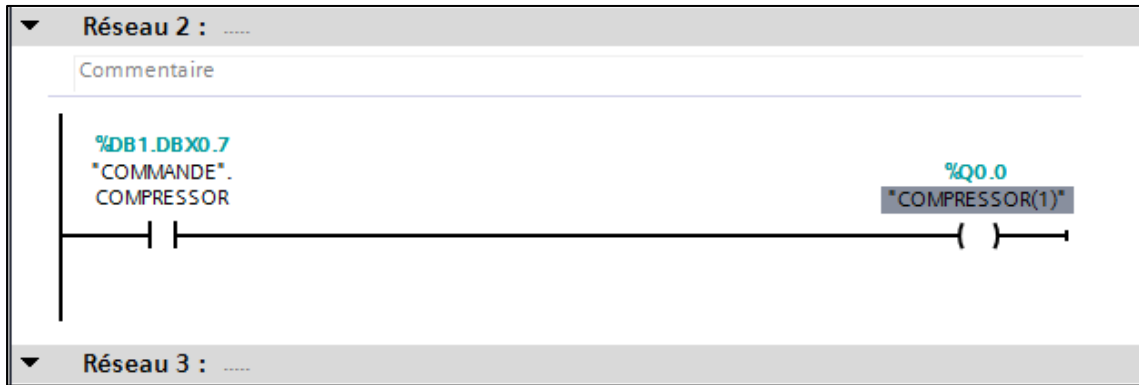 Réseau 2 : .....
Commentaire
%DB1.DBX0.7
"COMMANDE".
COMPRESSOR
%Q0.0
"COMPRESSOR(1)"
Réseau 3 : .....